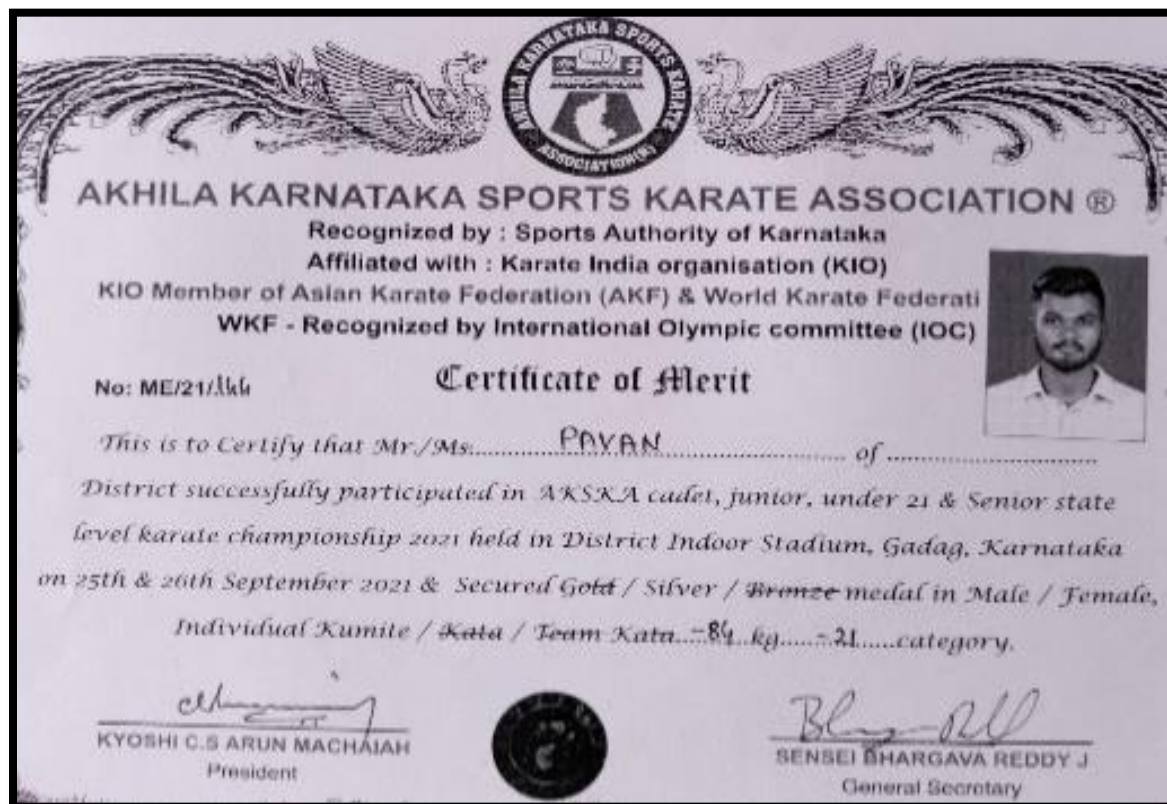 AKHILA KARNATAKA SPORTS KARATE
ASSOCIATION(R)
AKHILA KARNATAKA SPORTS KARATE ASSOCIATION ®
Recognized by : Sports Authority of Karnataka
Affiliated with : Karate India organisation (KIO)
KIO Member of Asian Karate Federation (AKF) & World Karate Federati
WKF - Recognized by International Olympic committee (IOC)
Certificate of Merit
No: ME/21/
This is to Certify that Mr./Ms............PAVAN............ of ............
District successfully participated in AKSKA cadet, junior, under 21 & Senior state
level karate championship 2021 held in District Indoor Stadium, Gadag, Karnataka
on 25th & 26th September 2021 & Secured Gold / Silver / Bronze medal in Male / Female,
Individual Kumite / Kata / Team Kata...-84..kg.....-21.....category.
KYOSHI C.S ARUN MACHAIAH
President
SENSEI BHARGAVA REDDY J
General Secretary